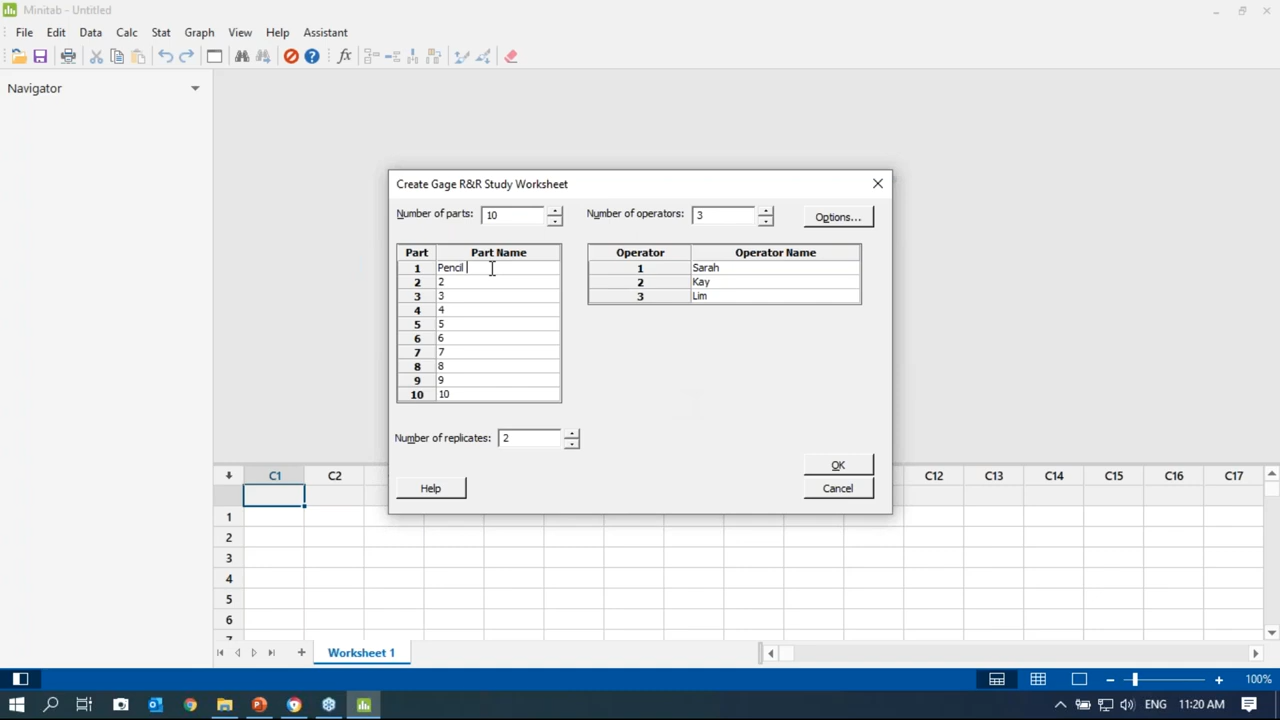 Minitab - Untitled
File Edit Data Calc Stat Graph View Help Assistant
Navigator
Create Gage R&R Study Worksheet
Number of parts: 10 Number of operators: 3 Options...
Part Part Name Operator Operator Name
1 Pencil 1 Sarah
2 2 2 Kay
3 3 3 Lim
4 4
5 5
6 6
7 7
8 8
9 9
10 10
Number of replicates: 2
OK
Help Cancel
C1 C2 C12 C13 C14 C15 C16 C17
1
2
3
4
5
6
7
Worksheet 1
100%
ENG 11:20 AM